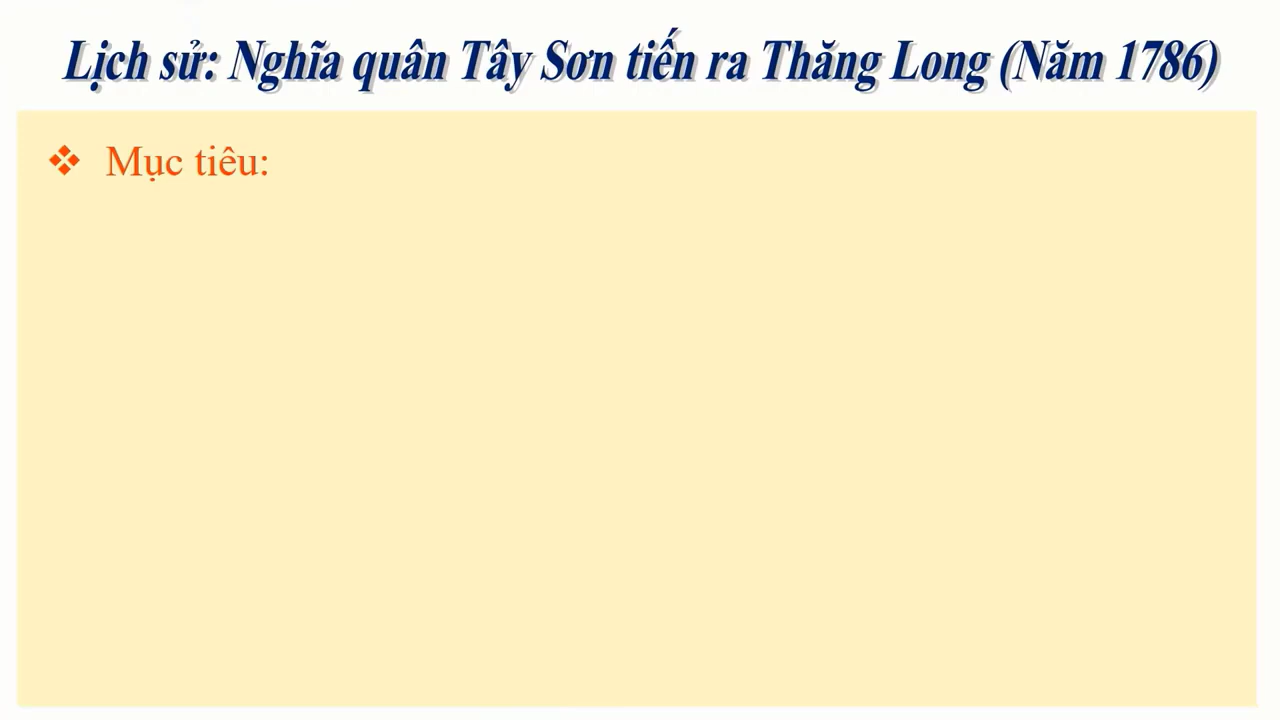 Lịch sử: Nghĩa quân Tây Sơn tiến ra Thăng Long (Năm 1786)
❖ Mục tiêu: